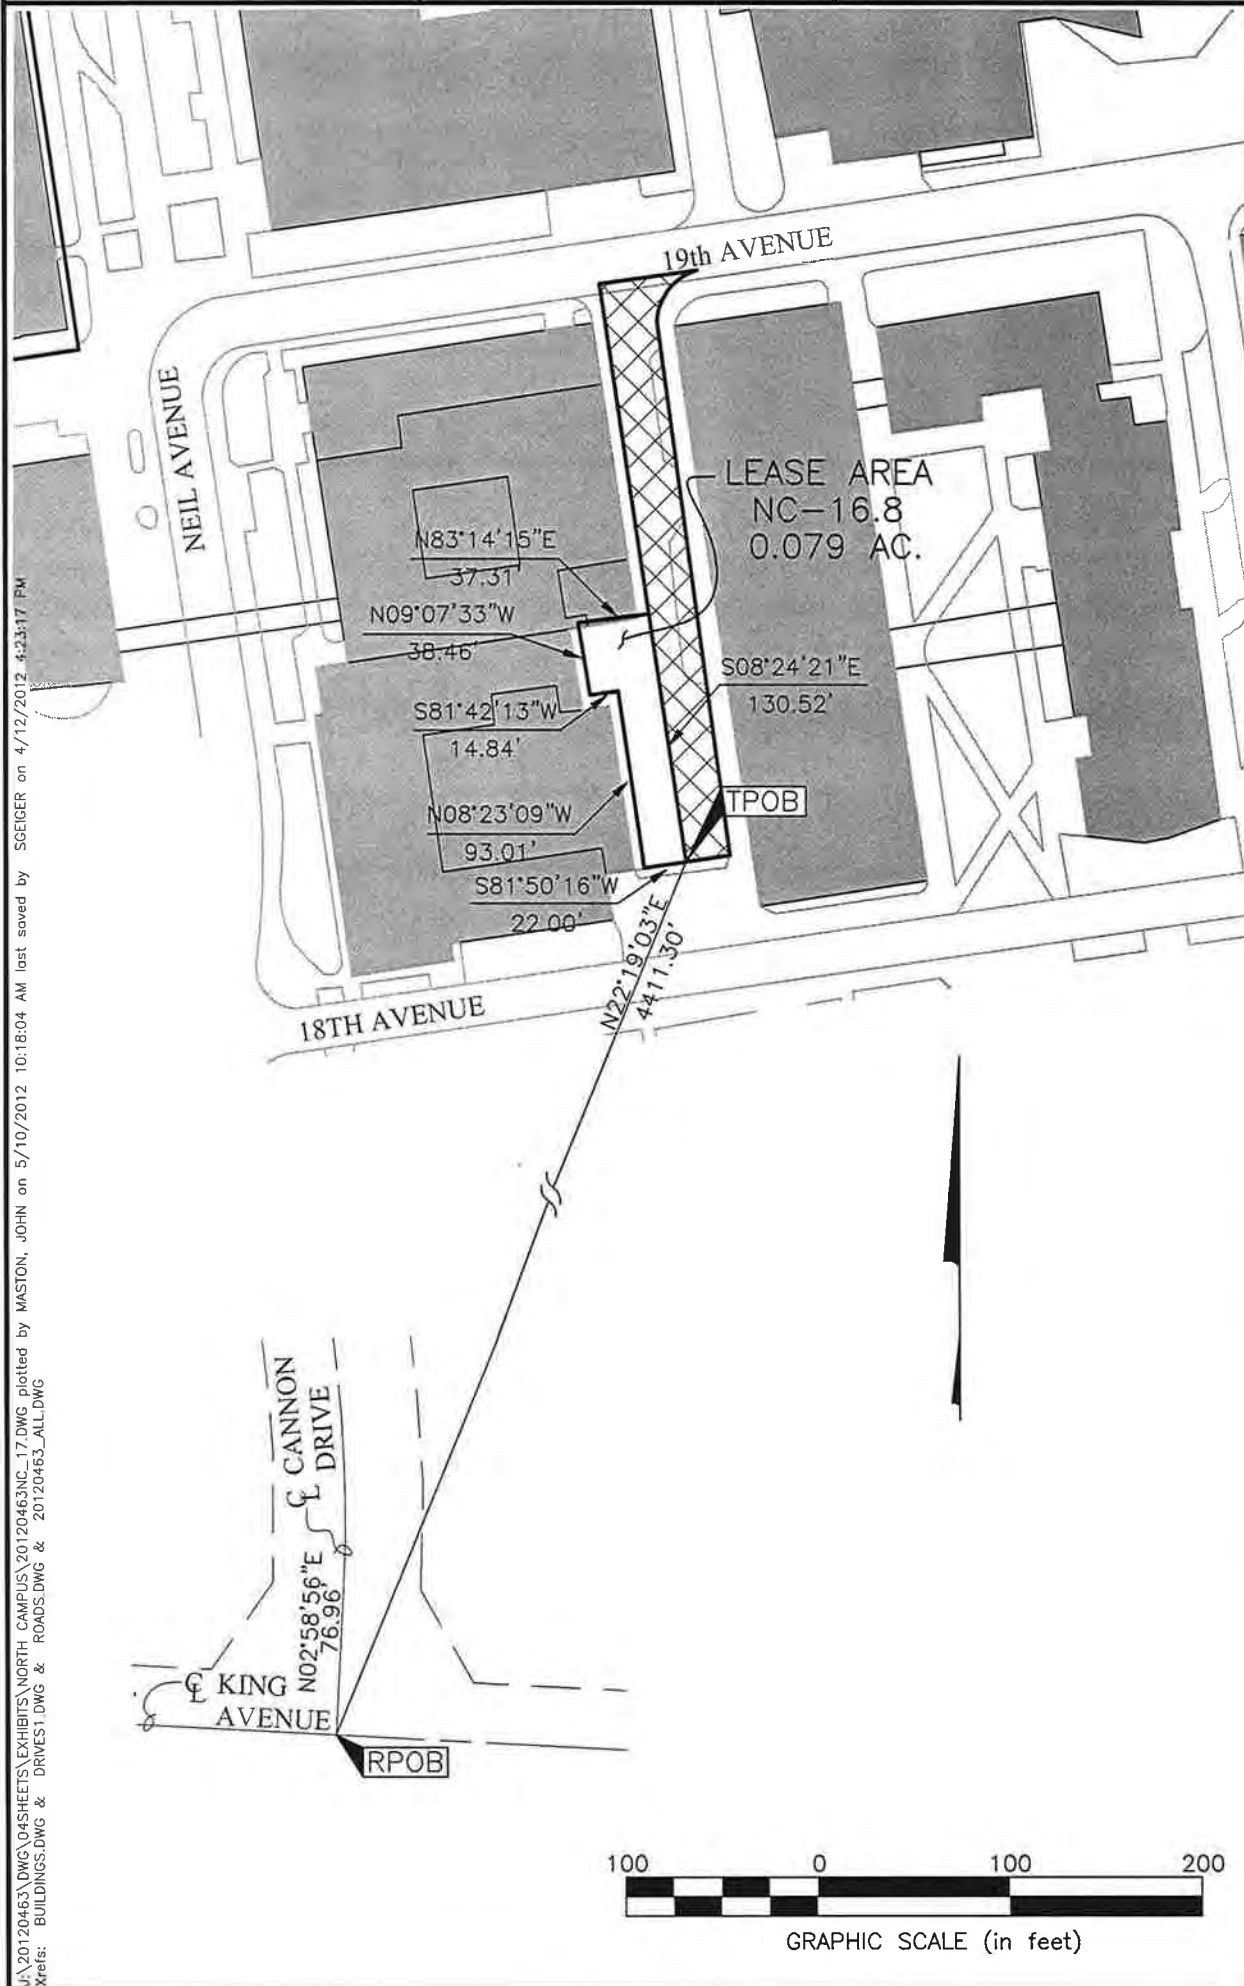 19th AVENUE
NEIL AVENUE
LEASE AREA
NC-16.8
0.079 AC.
N83°14'15"E
37.31'
N09°07'33"W
38.46'
S08°24'21"E
130.52'
S81°42'13"W
14.84'
TPOB
N08°23'09"W
93.01'
S81°50'16"W
22.00'
N22°19'03"E
4411.30'
18TH AVENUE
℄ CANNON
DRIVE
N02°58'56"E
76.96'
℄ KING
AVENUE
RPOB
100 0 100 200
GRAPHIC SCALE (in feet)
J:\20120463\DWG\04SHEETS\EXHIBITS\NORTH CAMPUS\20120463NC_17.DWG plotted by MASTON, JOHN on 5/10/2012 10:18:04 AM last saved by SGEIGER on 4/12/2012 4:23:17 PM
Xrefs: BUILDINGS.DWG & DRIVES1.DWG & ROADS.DWG & 20120463_ALL.DWG